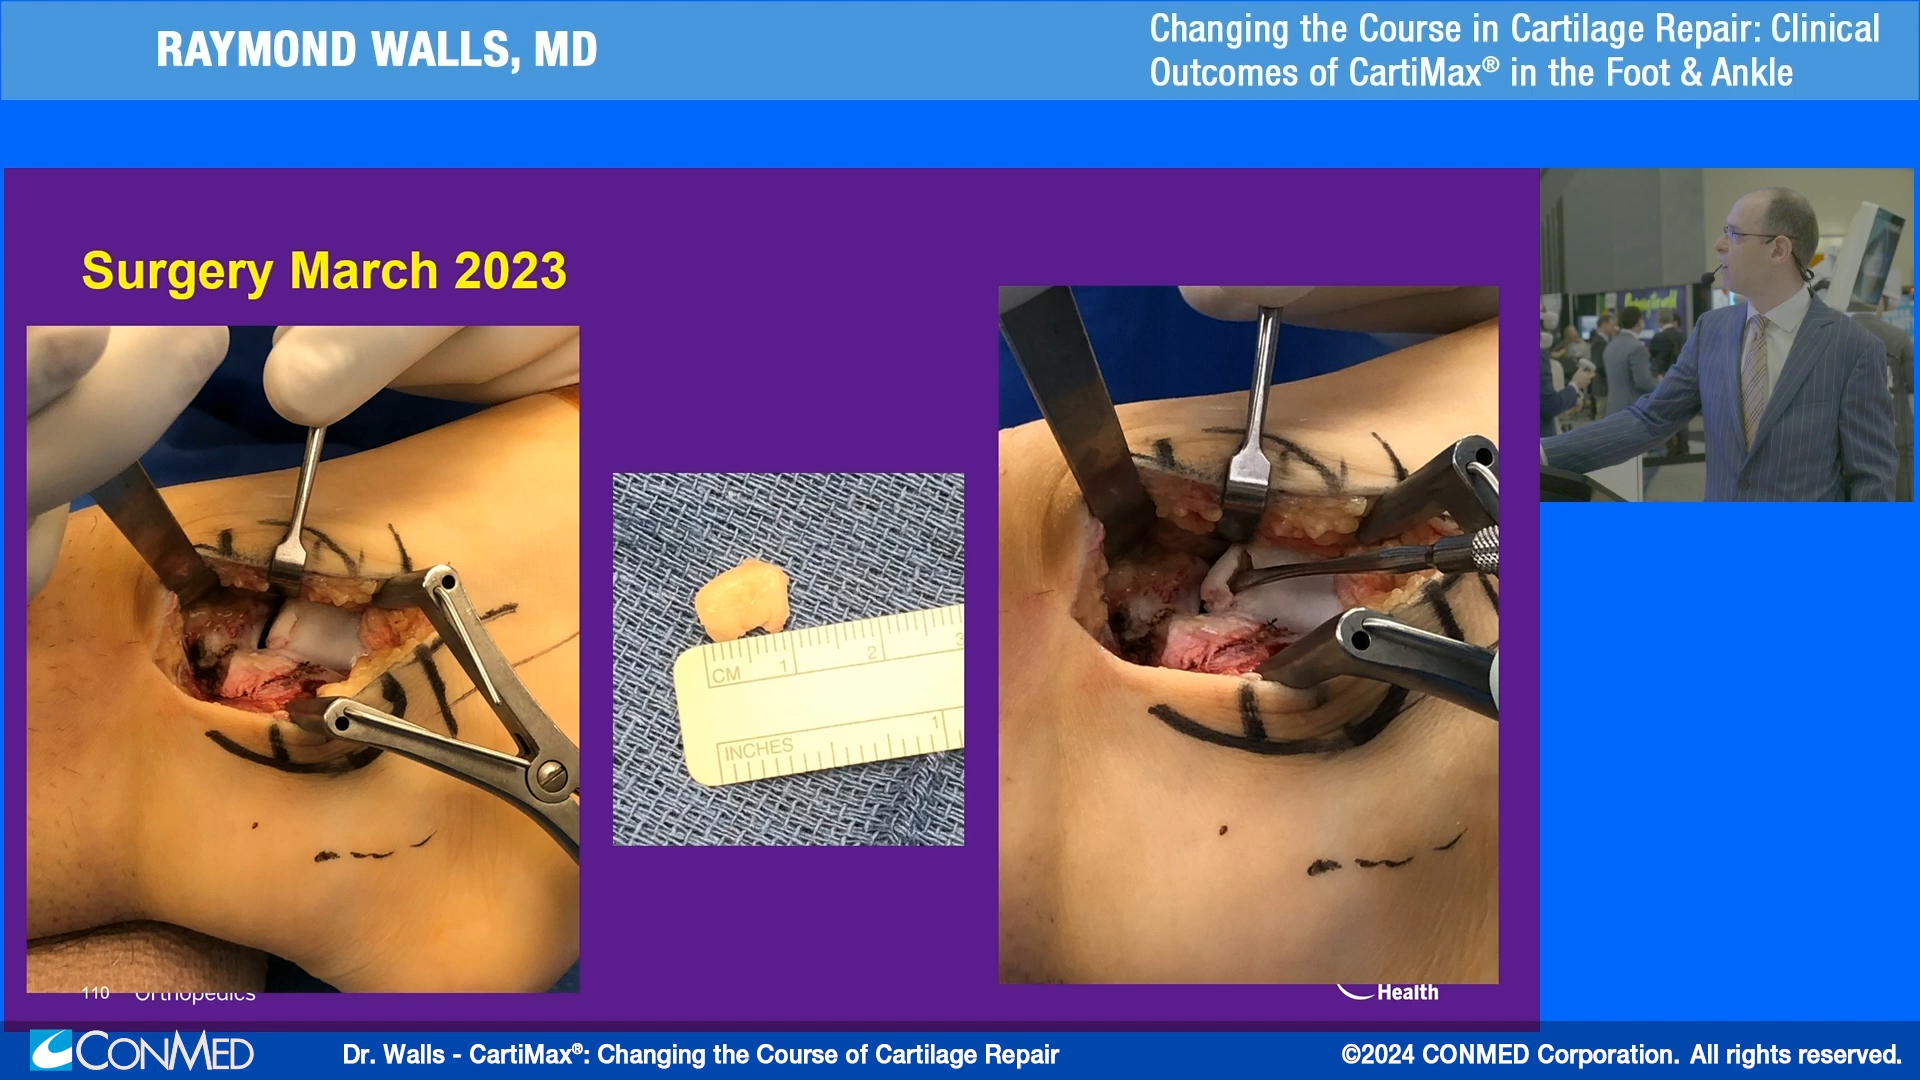 RAYMOND WALLS, MD
Changing the Course in Cartilage Repair: Clinical
Outcomes of CartiMax® in the Foot & Ankle
Surgery March 2023
CM 1 2 3
INCHES 1
110 Orthopedics
Health
CONMED
Dr. Walls - CartiMax®: Changing the Course of Cartilage Repair
©2024 CONMED Corporation. All rights reserved.